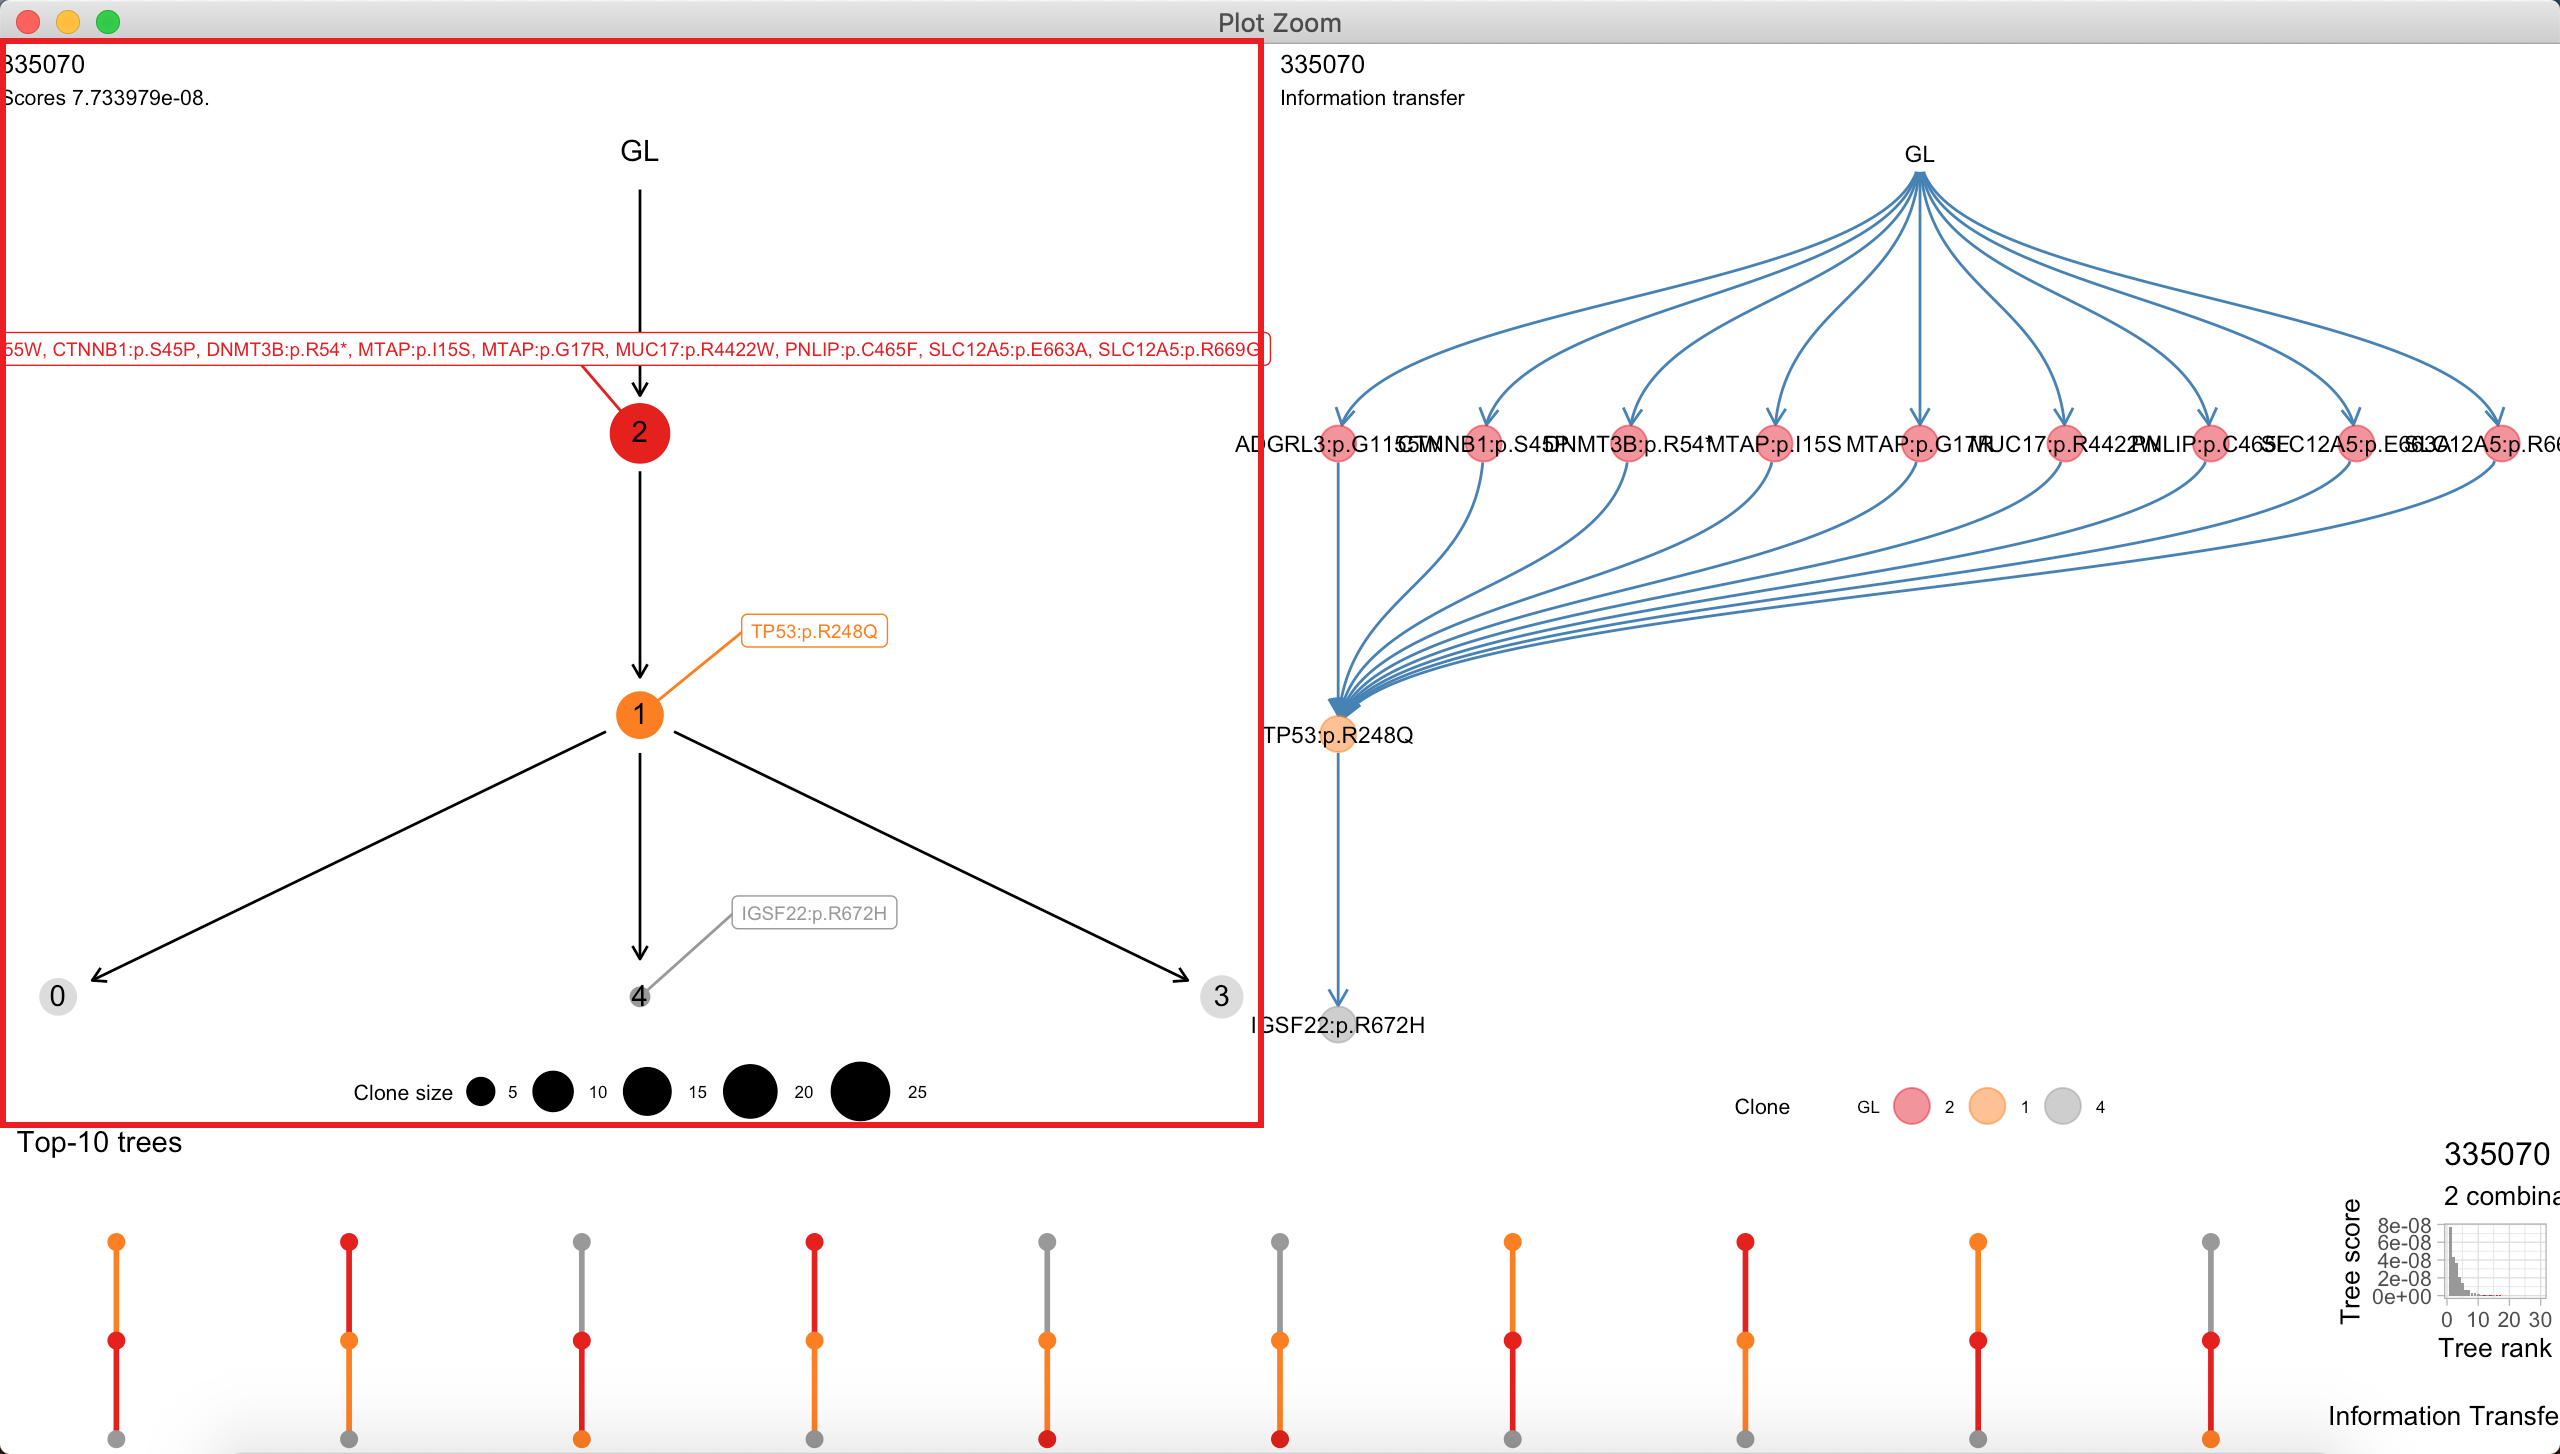 Plot Zoom
335070
Scores 7.733979e-08.
GL
55W, CTNNB1:p.S45P, DNMT3B:p.R54*, MTAP:p.I15S, MTAP:p.G17R, MUC17:p.R4422W, PNLIP:p.C465F, SLC12A5:p.E663A, SLC12A5:p.R669G
2
TP53:p.R248Q
1
IGSF22:p.R672H
0
4
3
Clone size 5 10 15 20 25
335070
Information transfer
GL
ADGRL3:p.G1155W CTNNB1:p.S45P DNMT3B:p.R54* MTAP:p.I15S MTAP:p.G17R MUC17:p.R4422W PNLIP:p.C465F SLC12A5:p.E663A SLC12A5:p.R66
TP53:p.R248Q
IGSF22:p.R672H
Clone GL 2 1 4
Top-10 trees
335070
2 combina
Tree score
8e-08
6e-08
4e-08
2e-08
0e+00
0 10 20 30
Tree rank
Information Transfe